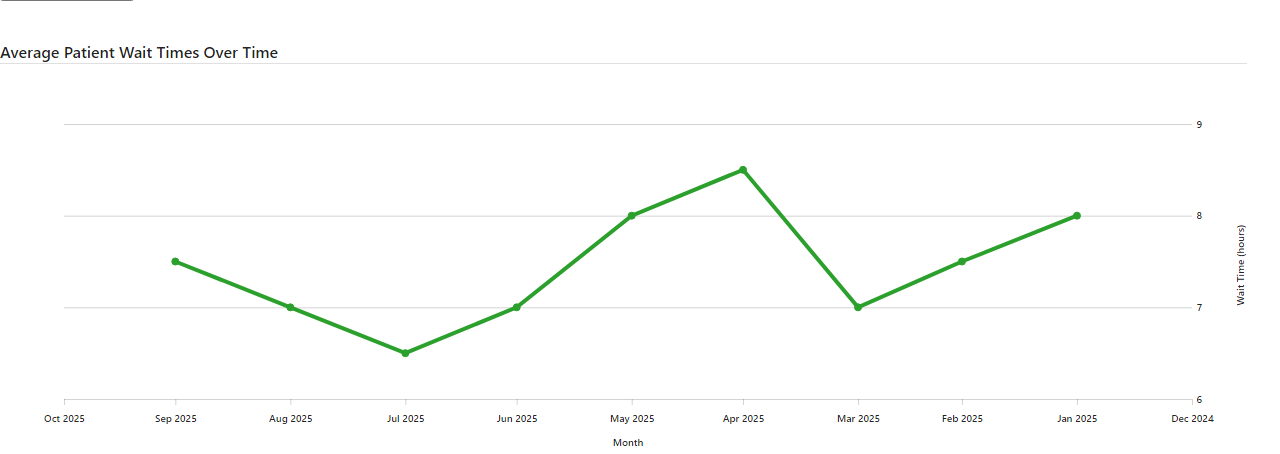 Average Patient Wait Times Over Time
9
8
7
6
Wait Time (hours)
Oct 2025 Sep 2025 Aug 2025 Jul 2025 Jun 2025 May 2025 Apr 2025 Mar 2025 Feb 2025 Jan 2025 Dec 2024
Month